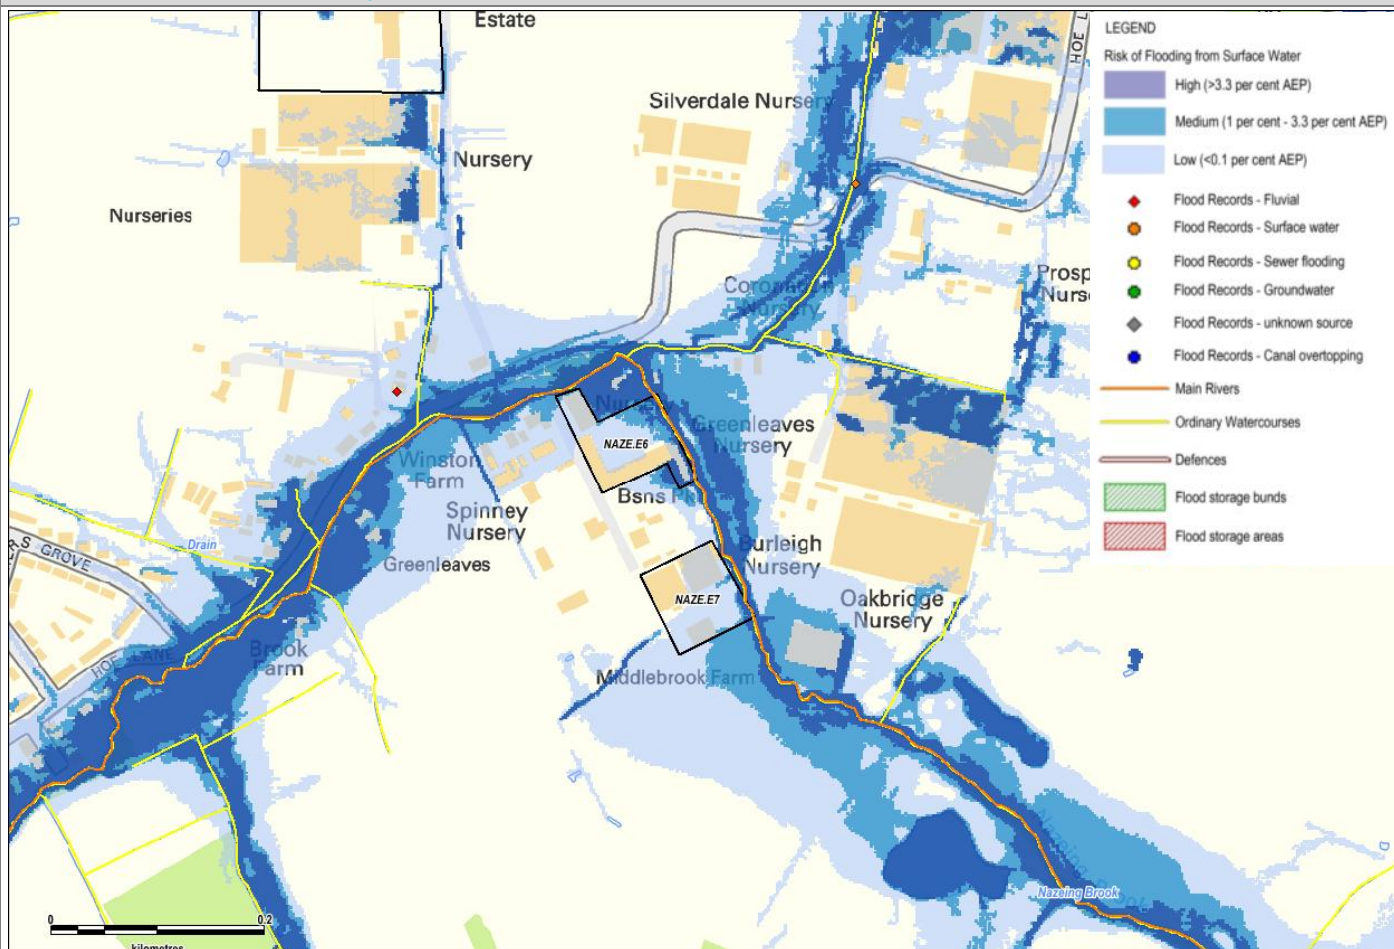 Estate
Silverdale Nursery
Nursery
Nurseries
HOE L
Coronation
Nursery
Prosp
Nurse
Nursery
Greenleaves
Nursery
NAZE.E6
Winston
Farm
Bsns Pk
Spinney
Nursery
Drain
Greenleaves
Burleigh
Nursery
NAZE.E7
Oakbridge
Nursery
S GROVE
HOE LANE
Brook
Farm
Middlebrook Farm
Nazeing Brook
Nazeing Brook
D
0 0.2
kilometres
LEGEND
Risk of Flooding from Surface Water
High (>3.3 per cent AEP)
Medium (1 per cent - 3.3 per cent AEP)
Low (<0.1 per cent AEP)
Flood Records - Fluvial
Flood Records - Surface water
Flood Records - Sewer flooding
Flood Records - Groundwater
Flood Records - unknown source
Flood Records - Canal overtopping
Main Rivers
Ordinary Watercourses
Defences
Flood storage bunds
Flood storage areas